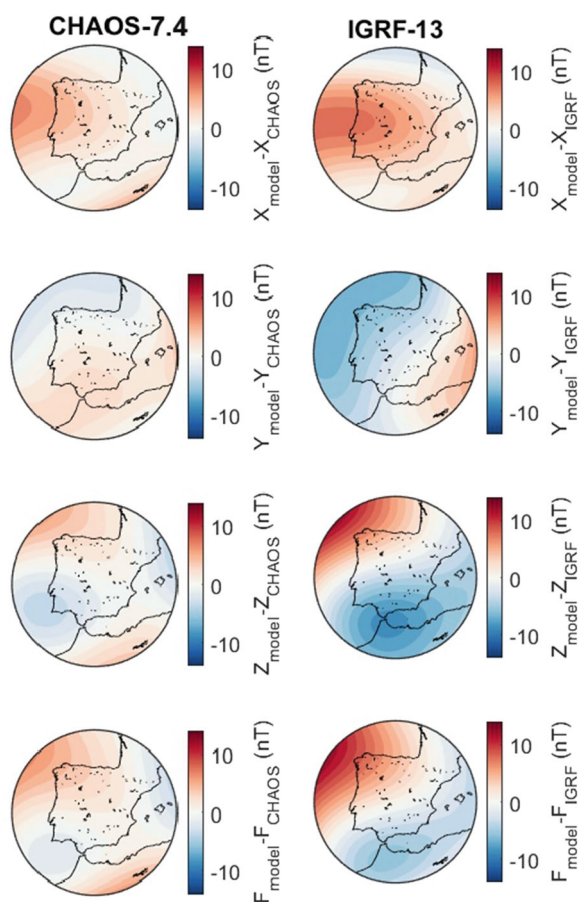 CHAOS-7.4
IGRF-13
10
0
-10
X_model-X_CHAOS (nT)
10
0
-10
X_model-X_IGRF (nT)
10
0
-10
Y_model-Y_CHAOS (nT)
10
0
-10
Y_model-Y_IGRF (nT)
10
0
-10
Z_model-Z_CHAOS (nT)
10
0
-10
Z_model-Z_IGRF (nT)
10
0
-10
F_model-F_CHAOS (nT)
10
0
-10
F_model-F_IGRF (nT)